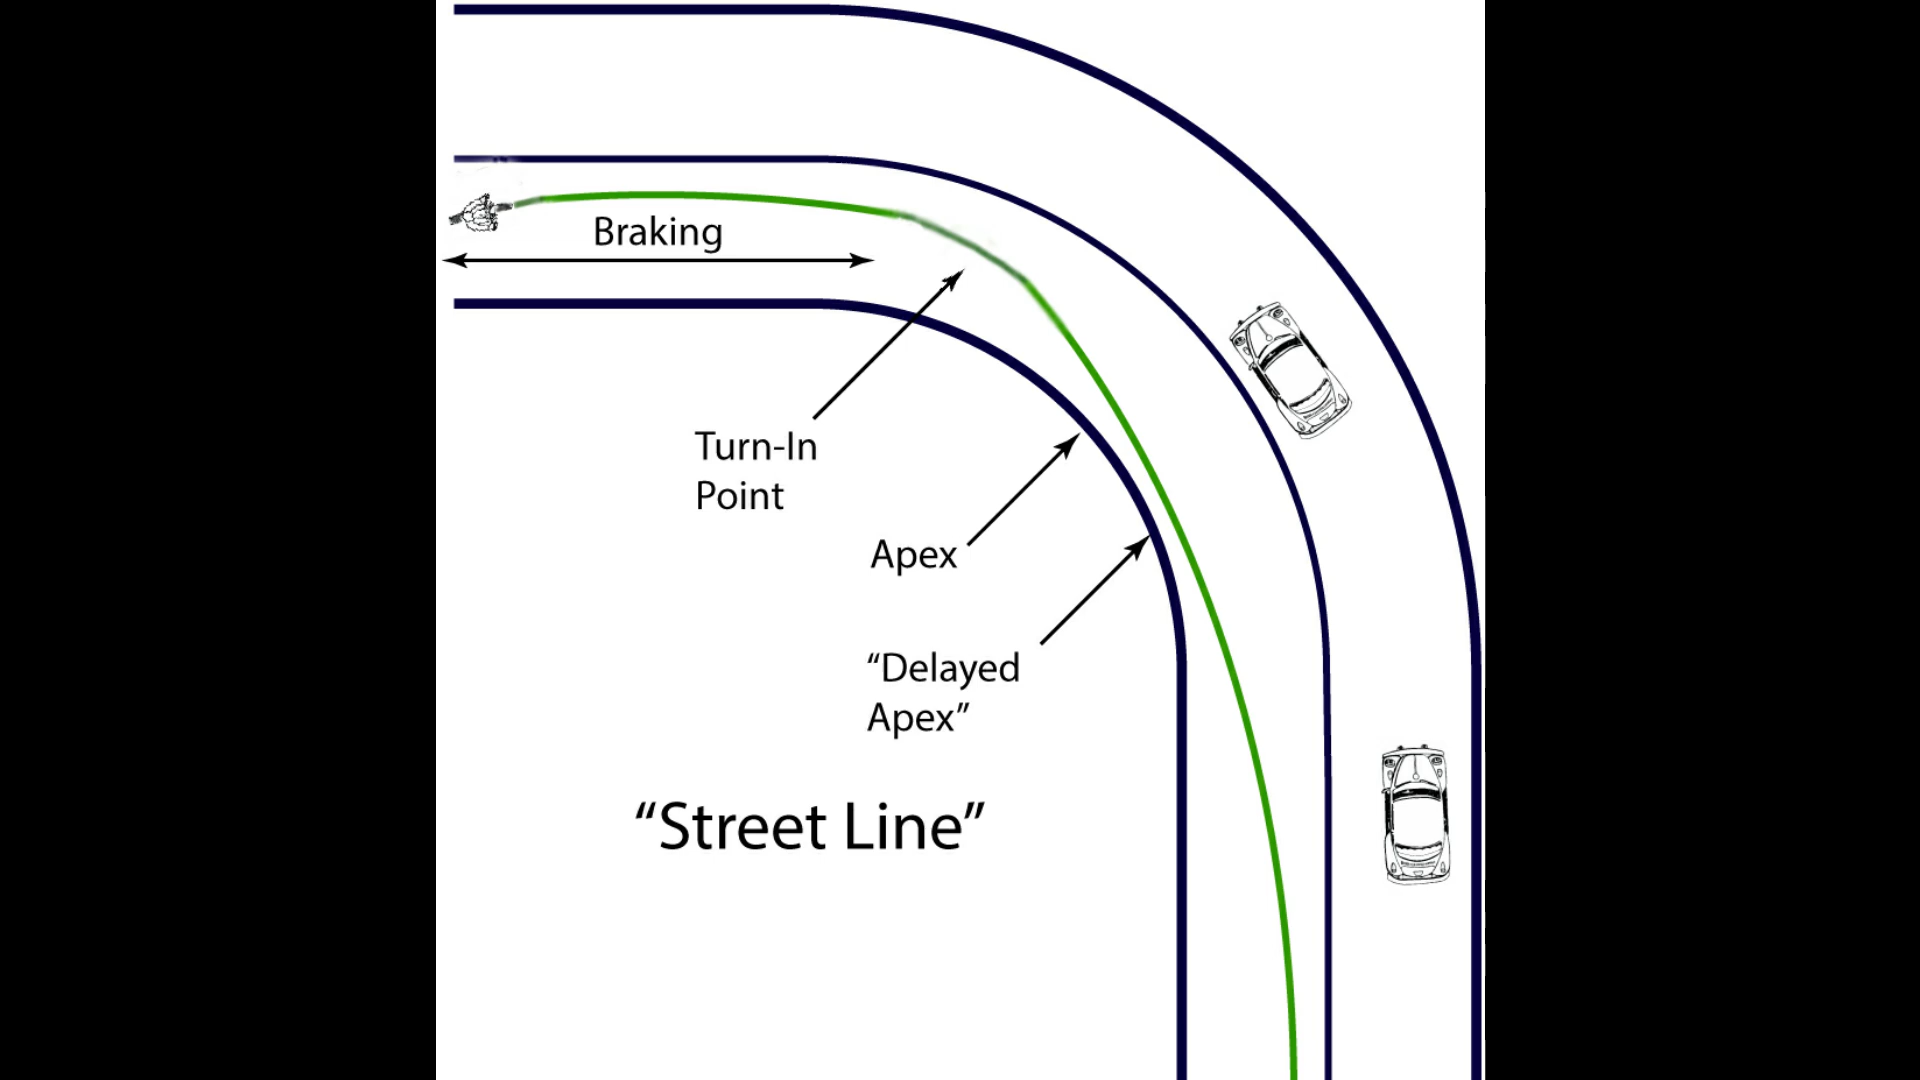 Braking
Turn-In
Point
Apex
“Delayed
Apex”
“Street Line”